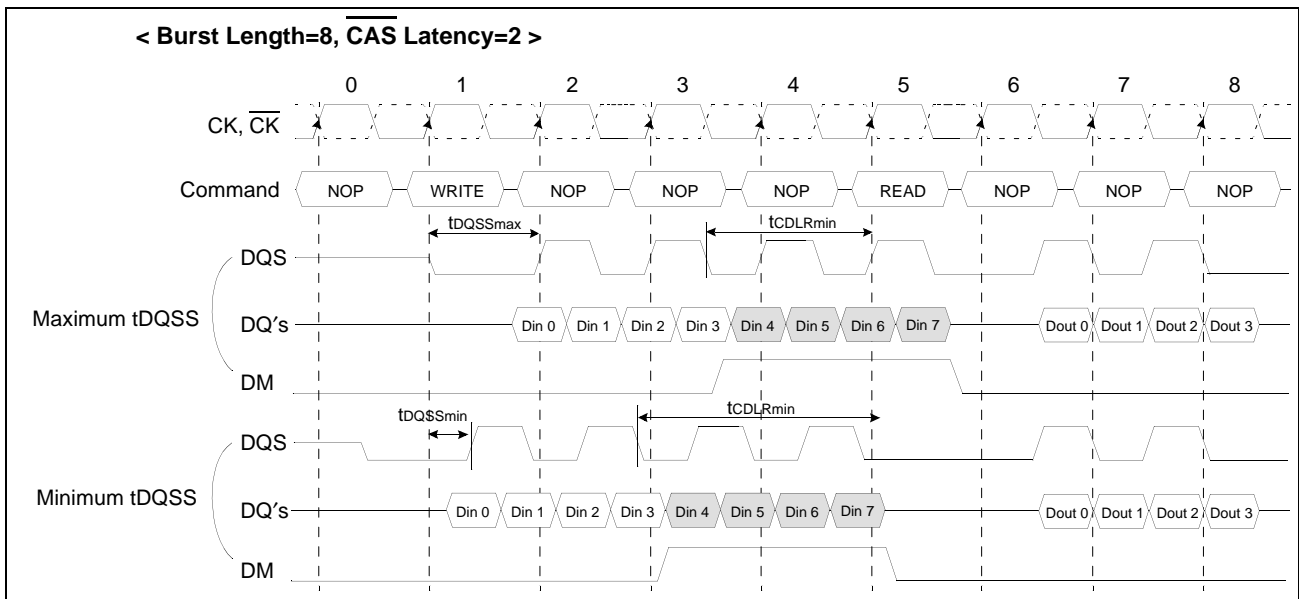 < Burst Length=8, CAS Latency=2 >
0 1 2 3 4 5 6 7 8
CK, CK
Command NOP WRITE NOP NOP NOP READ NOP NOP NOP
tDQSSmax tCDLRmin
DQS
Maximum tDQSS
DQ's Din 0 Din 1 Din 2 Din 3 Din 4 Din 5 Din 6 Din 7 Dout 0 Dout 1 Dout 2 Dout 3
DM
tDQSSmin tCDLRmin
DQS
Minimum tDQSS
DQ's Din 0 Din 1 Din 2 Din 3 Din 4 Din 5 Din 6 Din 7 Dout 0 Dout 1 Dout 2 Dout 3
DM